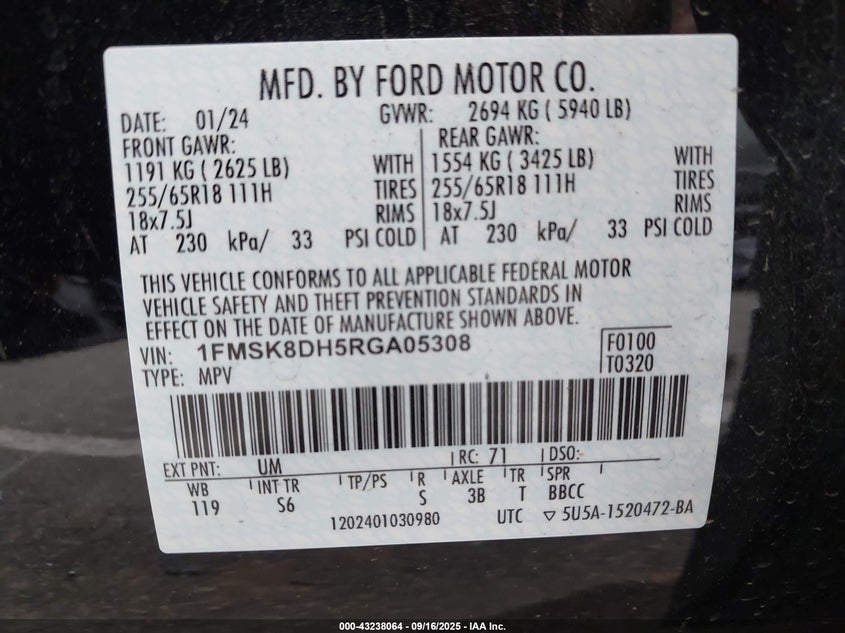 MFD. BY FORD MOTOR CO.
DATE: 01/24 GVWR: 2694 KG ( 5940 LB)
FRONT GAWR: REAR GAWR:
1191 KG ( 2625 LB) WITH 1554 KG ( 3425 LB) WITH
255/65R18 111H TIRES 255/65R18 111H TIRES
18x7.5J RIMS 18x7.5J RIMS
AT 230 kPa/ 33 PSI COLD AT 230 kPa/ 33 PSI COLD
THIS VEHICLE CONFORMS TO ALL APPLICABLE FEDERAL MOTOR
VEHICLE SAFETY AND THEFT PREVENTION STANDARDS IN
EFFECT ON THE DATE OF MANUFACTURE SHOWN ABOVE.
VIN: 1FMSK8DH5RGA05308 F0100
TYPE: MPV T0320
EXT PNT: UM RC: 71 DSO:
WB INT TR TP/PS R AXLE TR SPR
119 S6 S 3B T BBCC
1202401030980 UTC ▽ 5U5A-1520472-BA
000-43238064 - 09/16/2025 - IAA Inc.